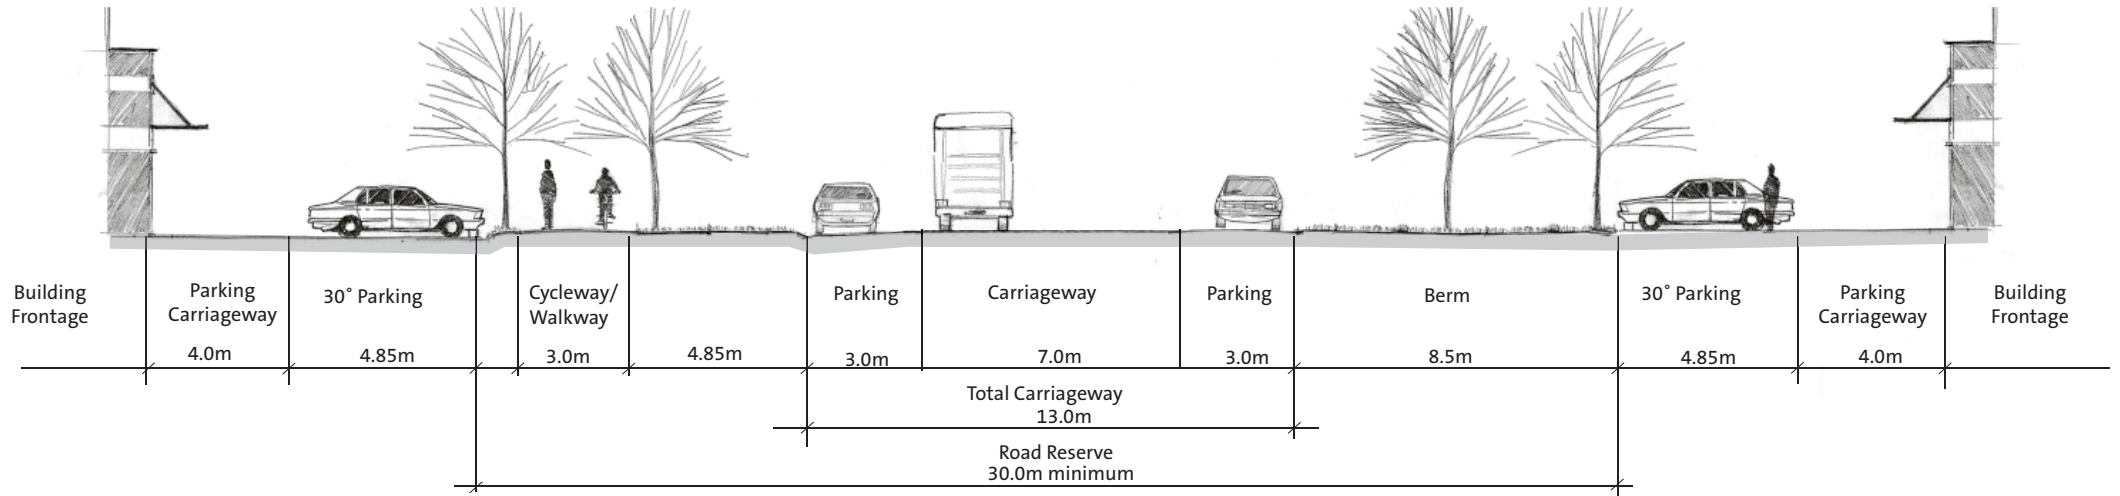 Building
Frontage
Parking
Carriageway
4.0m
30° Parking
4.85m
Cycleway/
Walkway
3.0m
4.85m
Parking
3.0m
Carriageway
7.0m
Parking
3.0m
Berm
8.5m
30° Parking
4.85m
Parking
Carriageway
4.0m
Building
Frontage
Total Carriageway
13.0m
Road Reserve
30.0m minimum